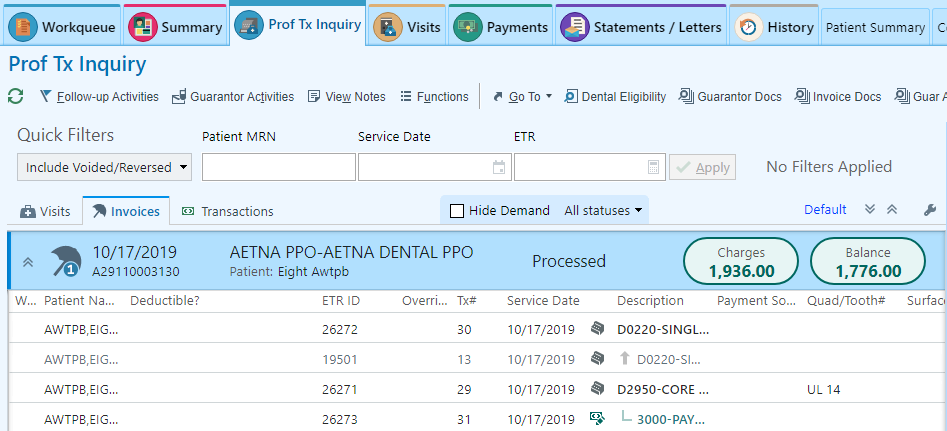 Workqueue Summary Prof Tx Inquiry Visits Payments Statements / Letters History Patient Summary
Prof Tx Inquiry
Follow-up Activities Guarantor Activities View Notes Functions Go To Dental Eligibility Guarantor Docs Invoice Docs Guar
Quick Filters Patient MRN Service Date ETR
Include Voided/Reversed Apply No Filters Applied
Visits Invoices Transactions Hide Demand All statuses Default
10/17/2019 AETNA PPO-AETNA DENTAL PPO Processed Charges Balance
1 A29110003130 Patient: Eight Awtpb 1,936.00 1,776.00
W... Patient Na... Deductible? ETR ID Overri... Tx# Service Date Description Payment So... Quad/Tooth# Surfac
AWTPB,EIG... 26272 30 10/17/2019 D0220-SINGL...
AWTPB,EIG... 19501 13 10/17/2019 D0220-SI...
AWTPB,EIG... 26271 29 10/17/2019 D2950-CORE ... UL 14
AWTPB,EIG... 26273 31 10/17/2019 3000-PAY...